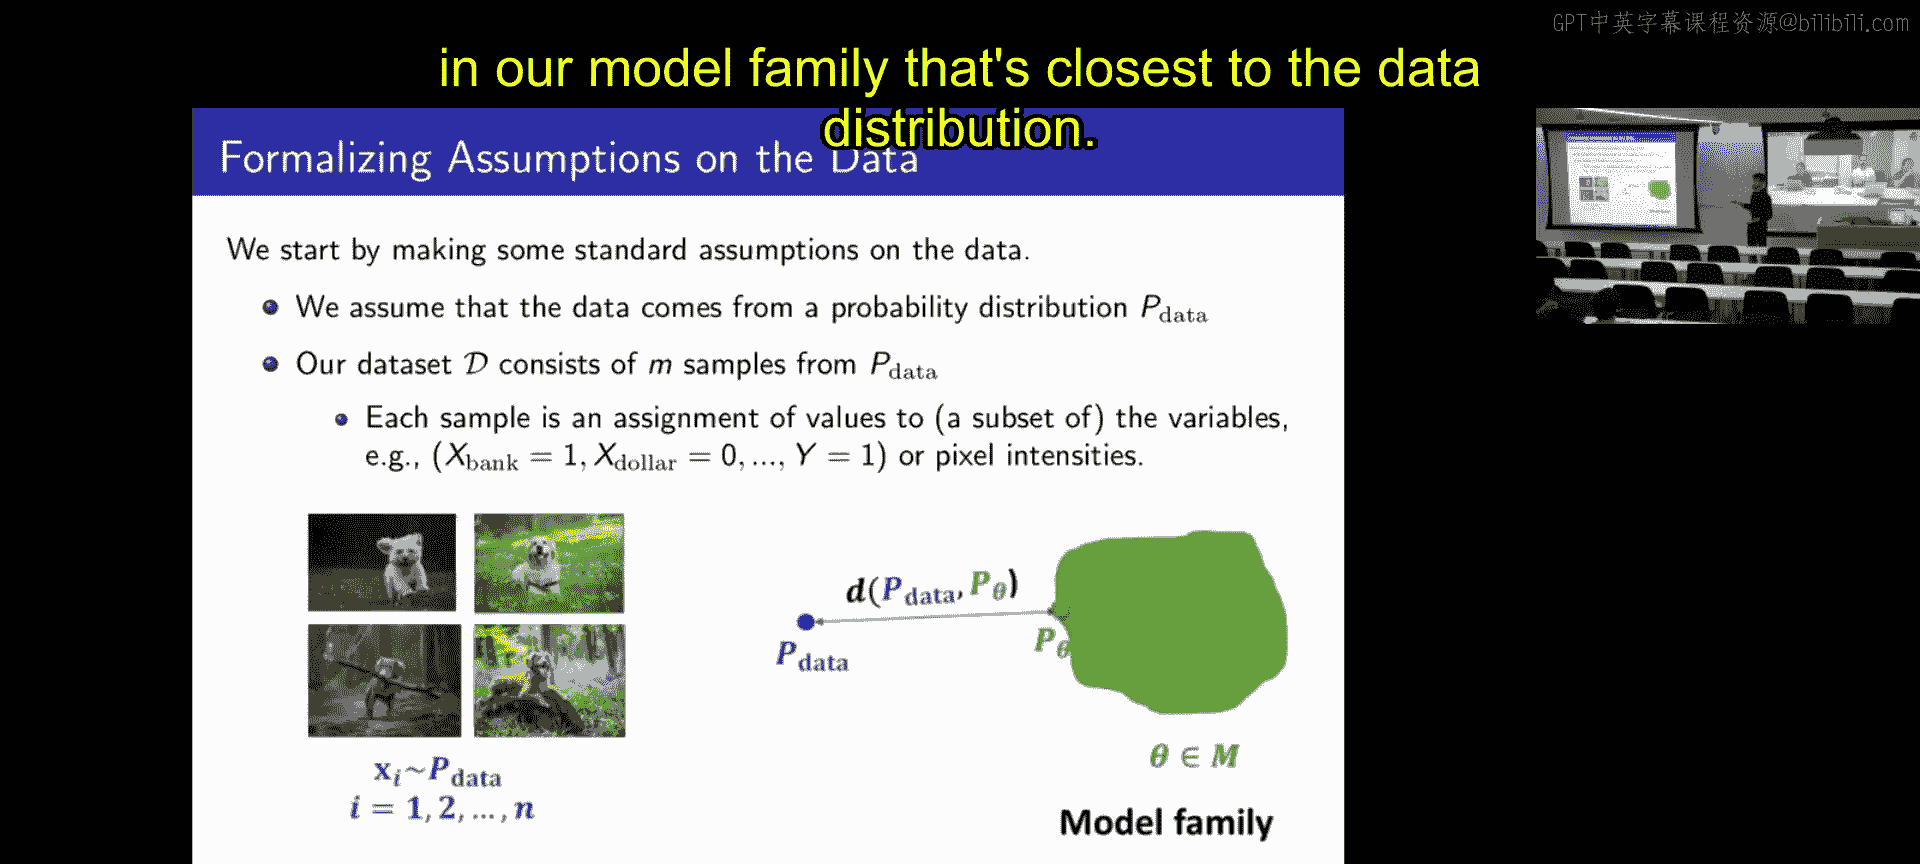 GPT中英字幕课程资源@bilibili.com
in our model family that's closest to the data
distribution.
Formalizing Assumptions on the Data
We start by making some standard assumptions on the data.
We assume that the data comes from a probability distribution P_data
Our dataset 𝒟 consists of m samples from P_data
Each sample is an assignment of values to (a subset of) the variables,
e.g., (X_bank = 1, X_dollar = 0, ..., Y = 1) or pixel intensities.
d(P_data, P_θ)
P_data
P_θ
x_i ~ P_data
i = 1, 2, ..., n
θ ∈ M
Model family